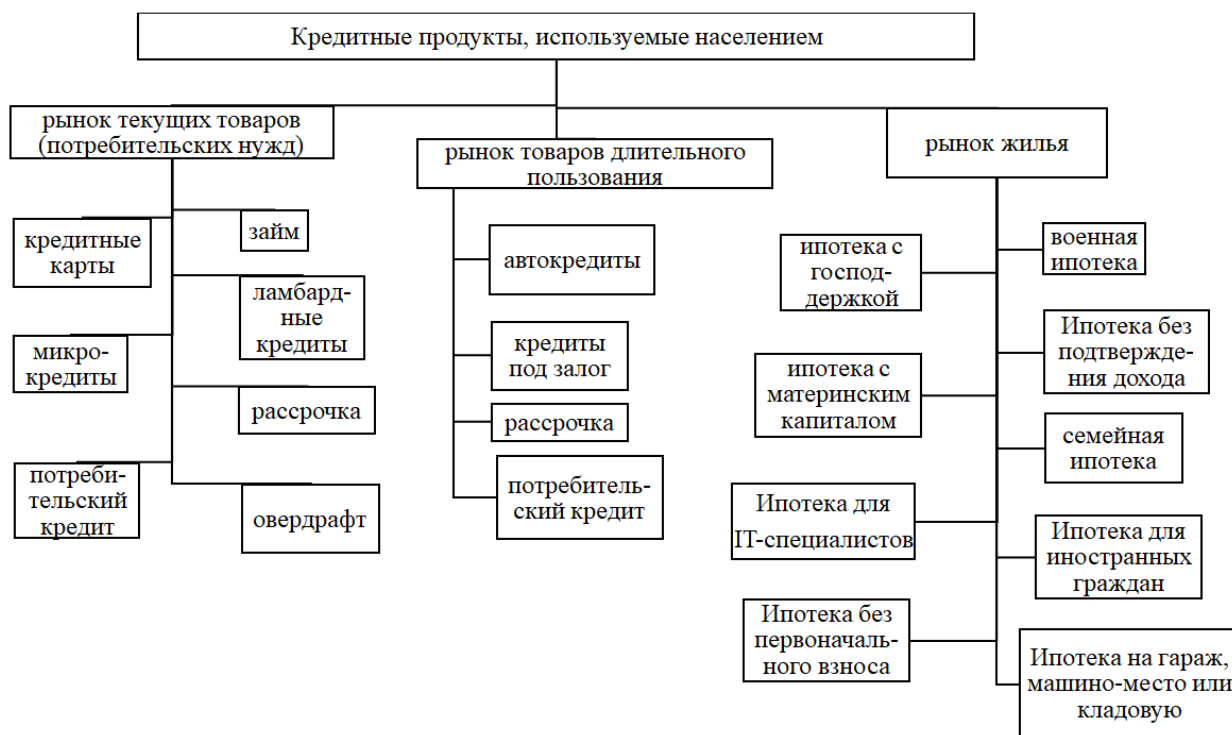 Кредитные продукты, используемые населением
рынок текущих товаров
(потребительских нужд)
кредитные
карты
займ
ламбард-
ные
кредиты
микро-
кредиты
рассрочка
потреби-
тельский
кредит
овердрафт
рынок товаров длительного
пользования
автокредиты
кредиты
под залог
рассрочка
потребитель-
ский кредит
рынок жилья
военная
ипотека
ипотека с
господ-
держкой
Ипотека без
подтвержде-
ния дохода
ипотека с
материнским
капиталом
семейная
ипотека
Ипотека для
IT-специалистов
Ипотека для
иностранных
граждан
Ипотека без
первоначаль-
ного взноса
Ипотека на гараж,
машино-место или
кладовую